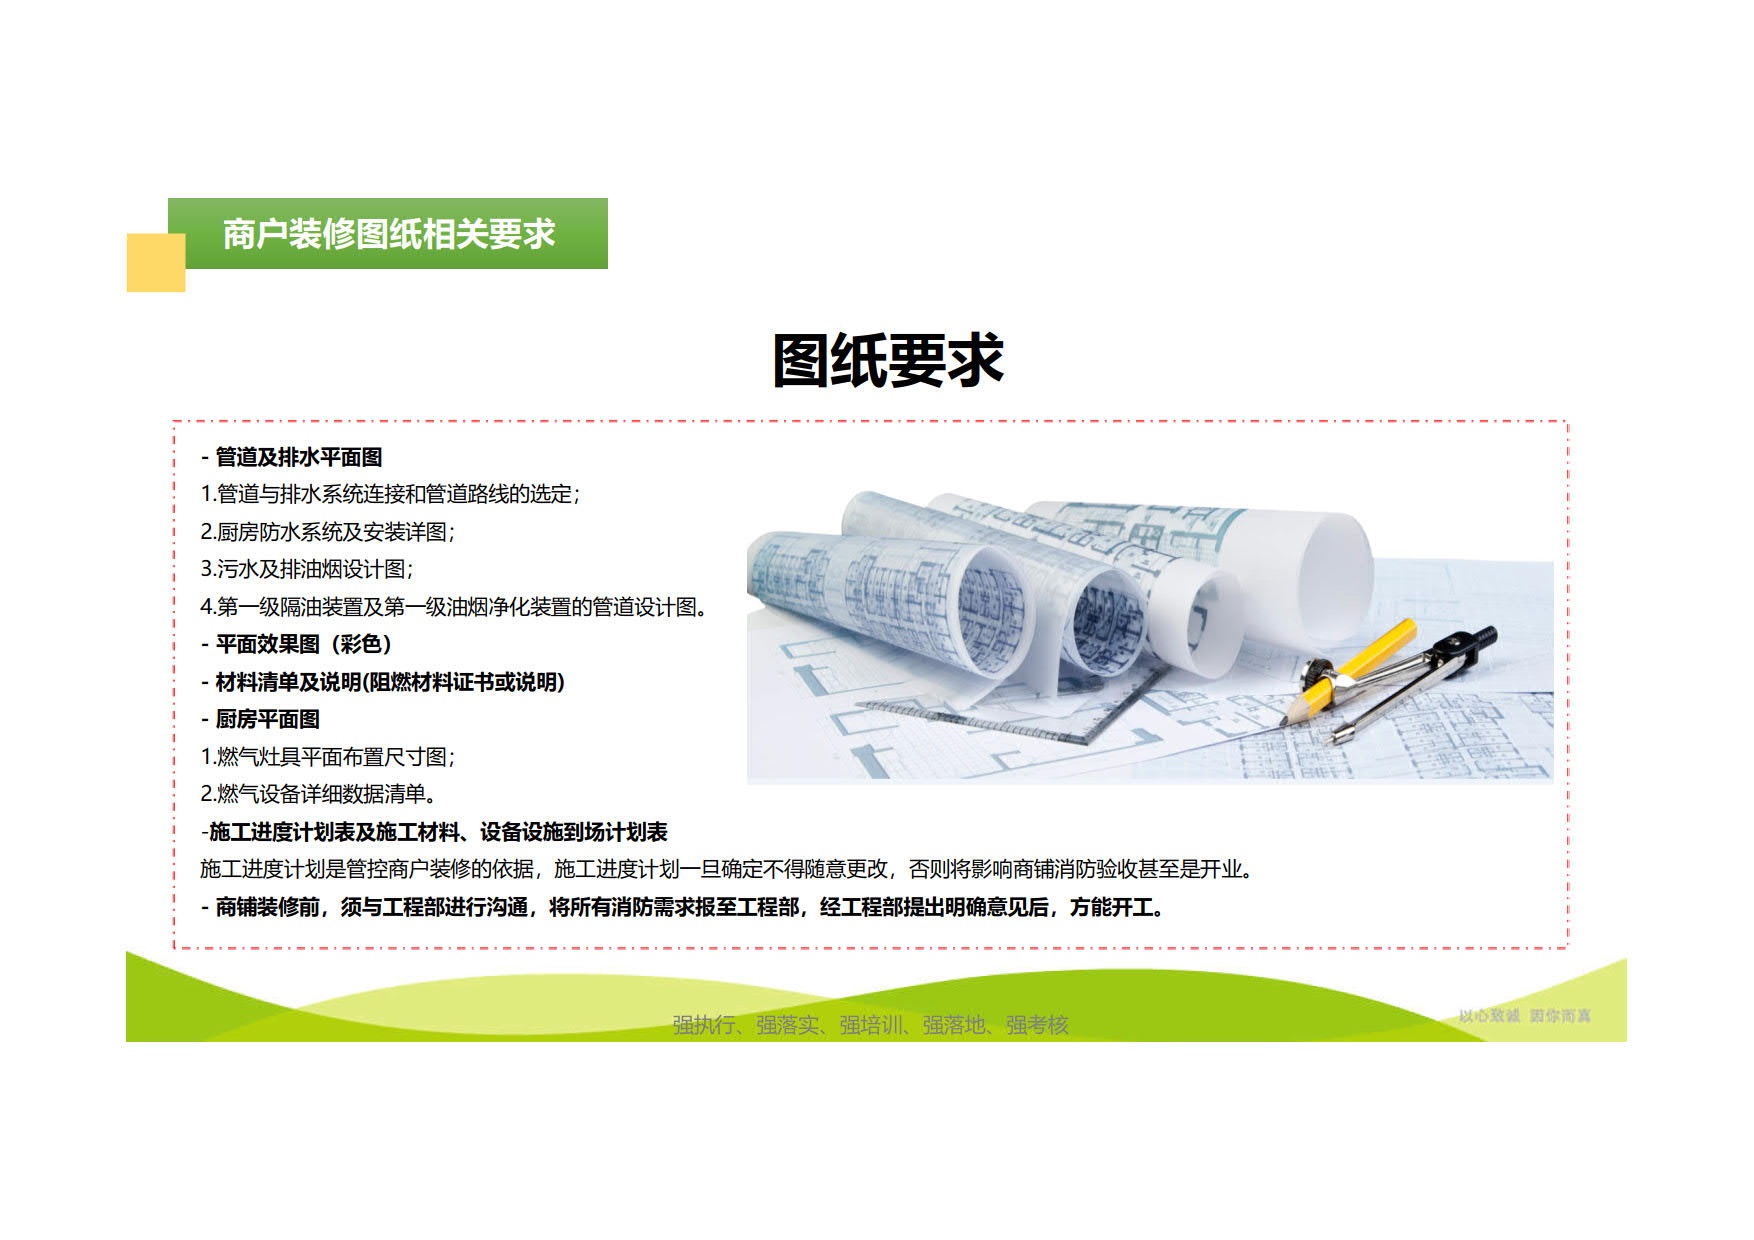 商户装修图纸相关要求
图纸要求
- 管道及排水平面图
1.管道与排水系统连接和管道路线的选定；
2.厨房防水系统及安装详图；
3.污水及排油烟设计图；
4.第一级隔油装置及第一级油烟净化装置的管道设计图。
- 平面效果图（彩色）
- 材料清单及说明(阻燃材料证书或说明)
- 厨房平面图
1.燃气灶具平面布置尺寸图；
2.燃气设备详细数据清单。
-施工进度计划表及施工材料、设备设施到场计划表
施工进度计划是管控商户装修的依据，施工进度计划一旦确定不得随意更改，否则将影响商铺消防验收甚至是开业。
- 商铺装修前，须与工程部进行沟通，将所有消防需求报至工程部，经工程部提出明确意见后，方能开工。
强执行、强落实、强培训、强落地、强考核
以心致诚 因你而真